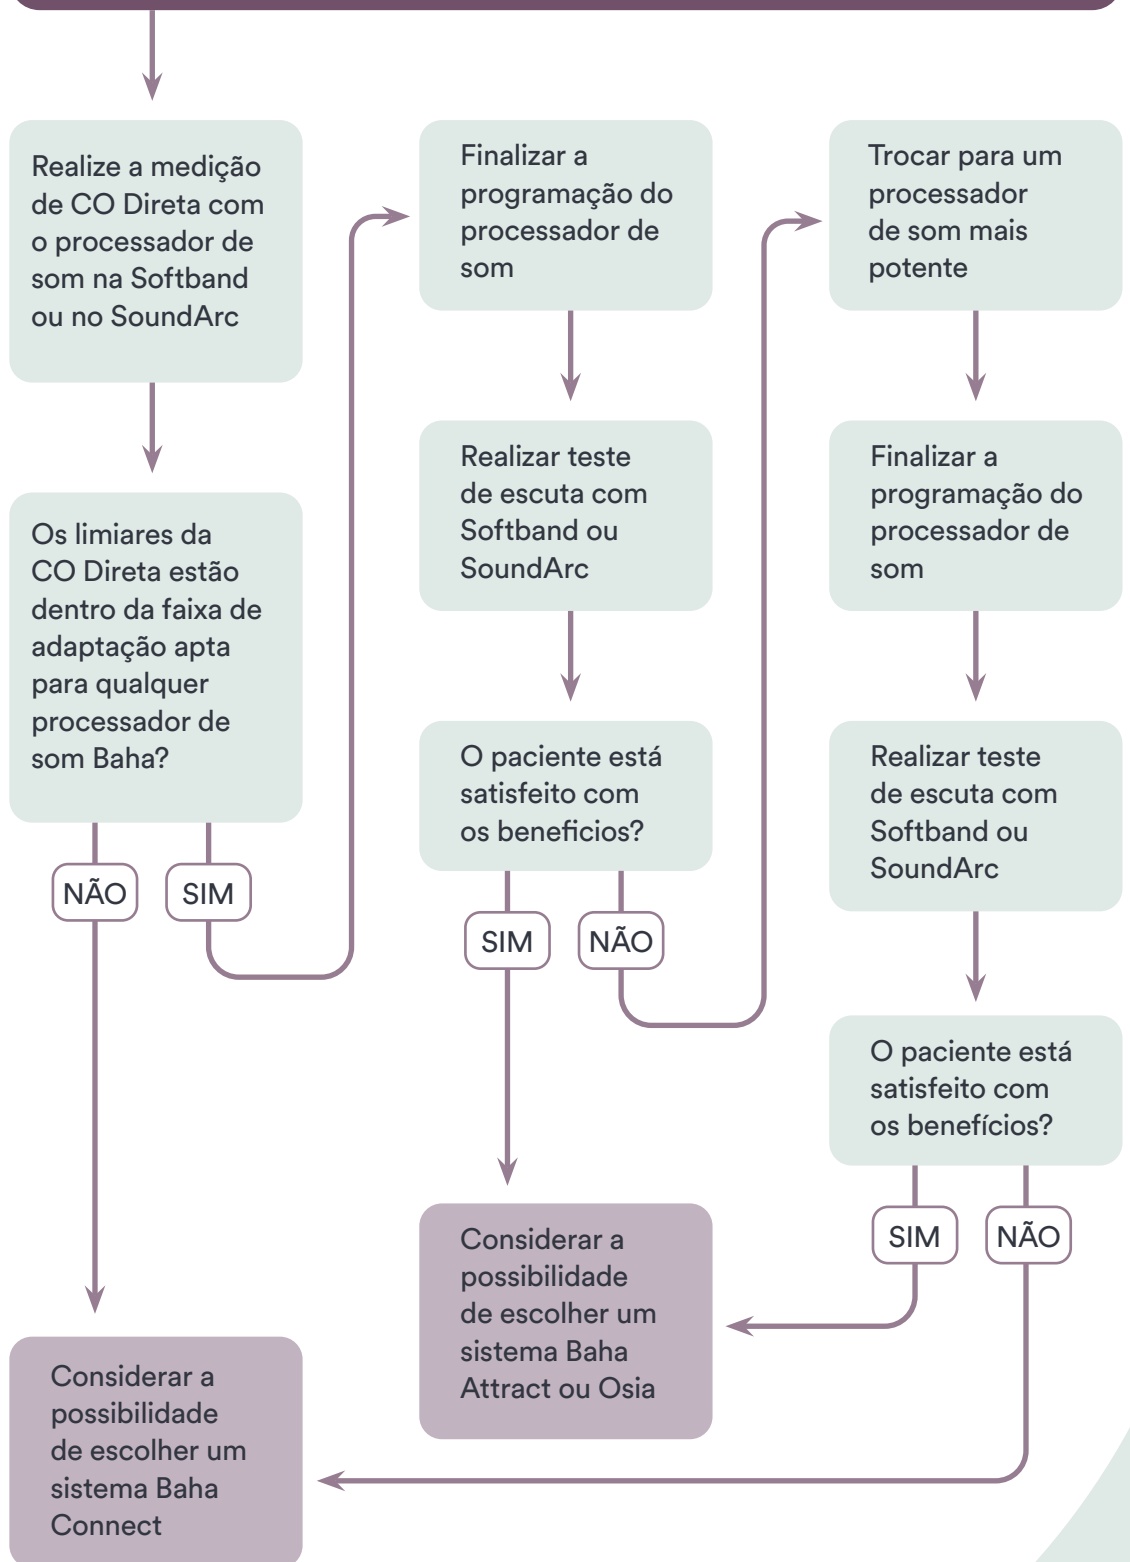 Realize a medição
de CO Direta com
o processador de
som na Softband
ou no SoundArc
Os limiares da
CO Direta estão
dentro da faixa de
adaptação apta
para qualquer
processador de
som Baha?
NÃO
SIM
Finalizar a
programação do
processador de
som
Realizar teste
de escuta com
Softband ou
SoundArc
O paciente está
satisfeito com
os beneficios?
SIM
NÃO
Trocar para um
processador
de som mais
potente
Finalizar a
programação do
processador de
som
Realizar teste
de escuta com
Softband ou
SoundArc
O paciente está
satisfeito com
os benefícios?
SIM
NÃO
Considerar a
possibilidade
de escolher um
sistema Baha
Attract ou Osia
Considerar a
possibilidade
de escolher um
sistema Baha
Connect